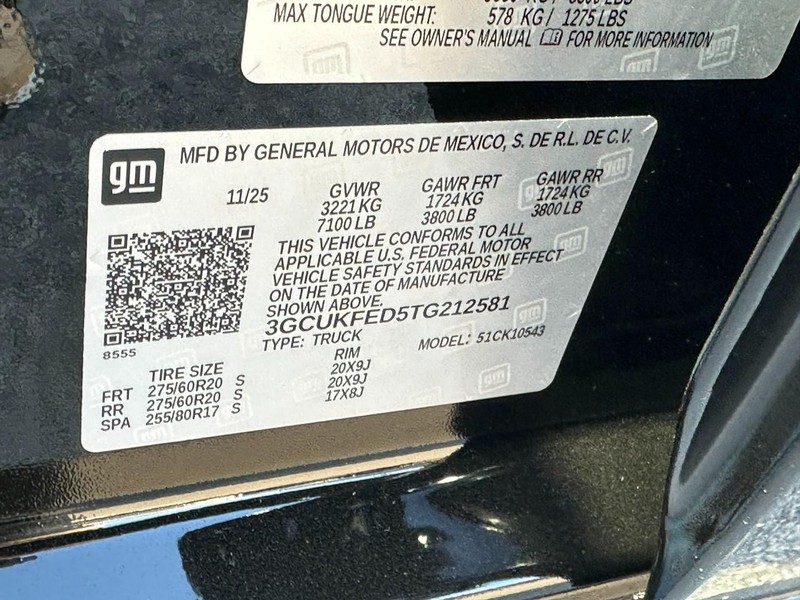 MAX TONGUE WEIGHT: 578 KG / 1275 LBS
SEE OWNER'S MANUAL FOR MORE INFORMATION
gm
MFD BY GENERAL MOTORS DE MEXICO, S. DE R.L. DE C.V.
11/25 GVWR GAWR FRT GAWR RR
3221 KG 1724 KG 1724 KG
7100 LB 3800 LB 3800 LB
THIS VEHICLE CONFORMS TO ALL
APPLICABLE U.S. FEDERAL MOTOR
VEHICLE SAFETY STANDARDS IN EFFECT
ON THE DATE OF MANUFACTURE
SHOWN ABOVE.
3GCUKFED5TG212581
TYPE: TRUCK MODEL: 51CK10543
8555
TIRE SIZE RIM
FRT 275/60R20 S 20X9J
RR 275/60R20 S 20X9J
SPA 255/80R17 S 17X8J